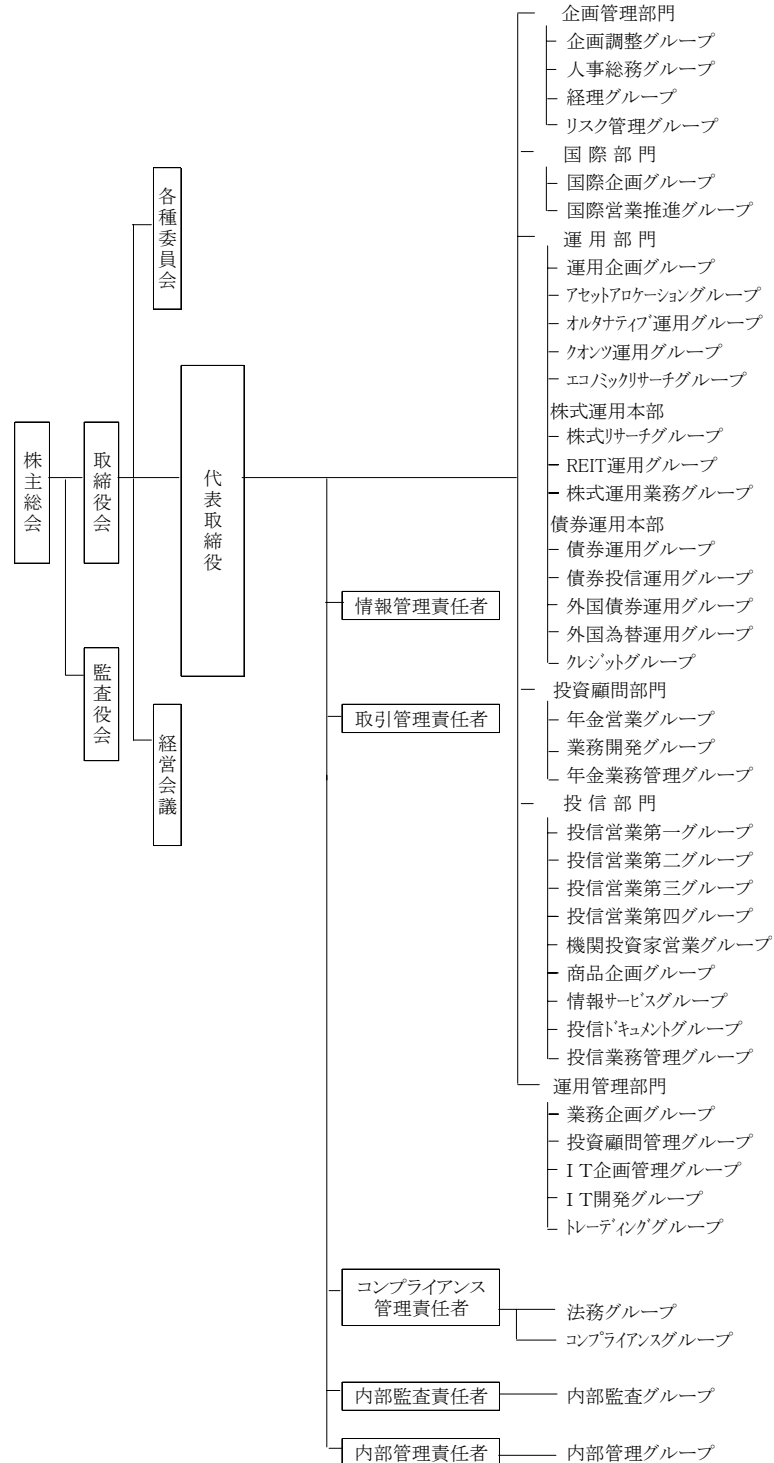 株主総会
取締役会
監査役会
各種委員会
経営会議
代表取締役
情報管理責任者
取引管理責任者
コンプライアンス
管理責任者
内部監査責任者
内部管理責任者
企画管理部門
企画調整グループ
人事総務グループ
経理グループ
リスク管理グループ
国 際 部 門
国際企画グループ
国際営業推進グループ
運 用 部 門
運用企画グループ
アセットアロケーショングループ
オルタナティブ運用グループ
クオンツ運用グループ
エコノミックリサーチグループ
株式運用本部
株式リサーチグループ
REIT運用グループ
株式運用業務グループ
債券運用本部
債券運用グループ
債券投信運用グループ
外国債券運用グループ
外国為替運用グループ
クレジットグループ
投資顧問部門
年金営業グループ
業務開発グループ
年金業務管理グループ
投 信 部 門
投信営業第一グループ
投信営業第二グループ
投信営業第三グループ
投信営業第四グループ
機関投資家営業グループ
商品企画グループ
情報サービスグループ
投信ドキュメントグループ
投信業務管理グループ
運用管理部門
業務企画グループ
投資顧問管理グループ
ＩＴ企画管理グループ
ＩＴ開発グループ
トレーディンググループ
法務グループ
コンプライアンスグループ
内部監査グループ
内部管理グループ